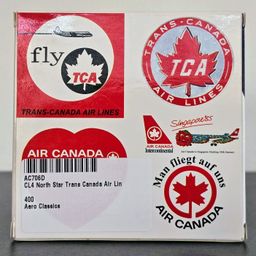 fly
TCA
TRANS-CANADA AIR LINES
TRANS-CANADA
TCA
AIR LINES
AIR CANADA
AC706D
CL4 North Star Trans Canada Air Lin
400
Aero Classics
Singapore'85
AIR CANADA
Man fliegt auf uns
AIR CANADA